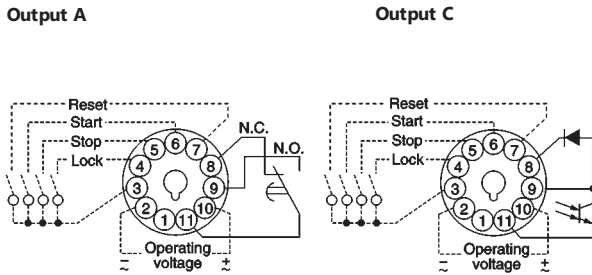 Output A
Output C
Reset
Start
Stop
Lock
N.C.
N.O.
5 6 7
4 8
3 9
2 10
1 11
Operating
voltage
− +
~ ~
Reset
Start
Stop
Lock
5 6 7
4 8
3 9
2 10
1 11
Operating
voltage
− +
~ ~